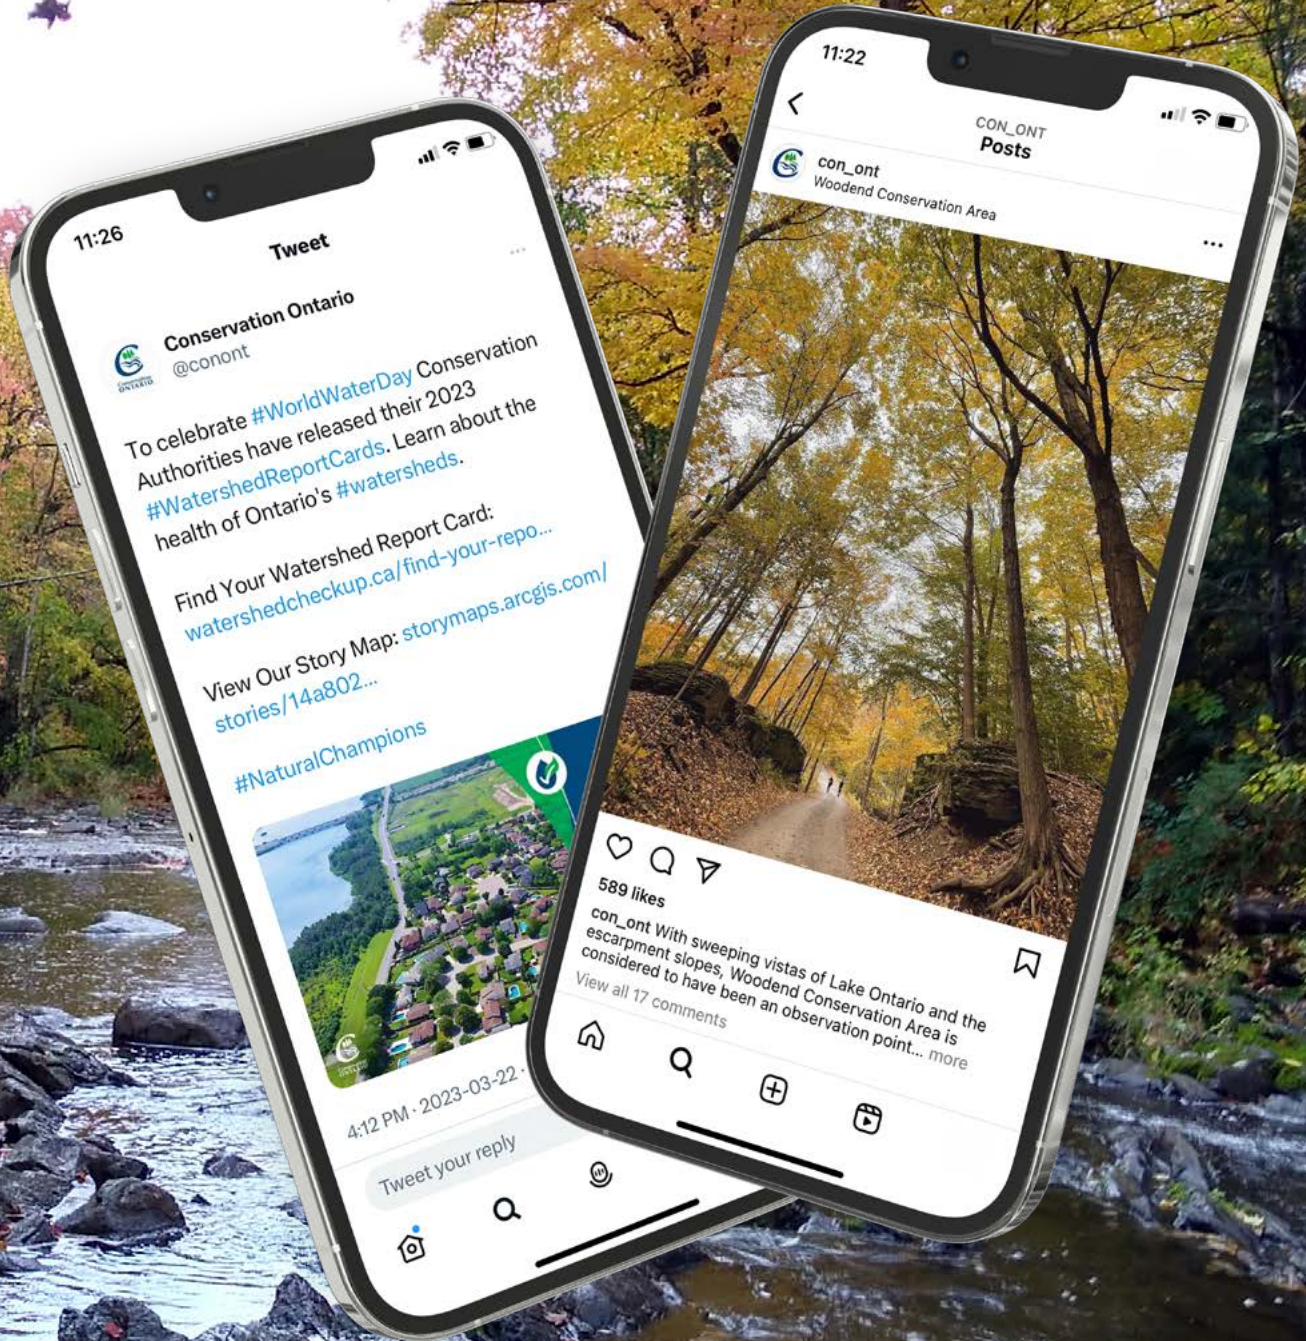 11:26
Tweet
Conservation Ontario
@conont
Conservation
ONTARIO
To celebrate #WorldWaterDay Conservation
Authorities have released their 2023
#WatershedReportCards. Learn about the
health of Ontario's #watersheds.
Find Your Watershed Report Card:
watershedcheckup.ca/find-your-repo...
View Our Story Map: storymaps.arcgis.com/
stories/14a802...
#NaturalChampions
4:12 PM · 2023-03-22 ·
Tweet your reply
11:22
CON_ONT
Posts
con_ont
Woodend Conservation Area
589 likes
con_ont With sweeping vistas of Lake Ontario and the
escarpment slopes, Woodend Conservation Area is
considered to have been an observation point... more
View all 17 comments